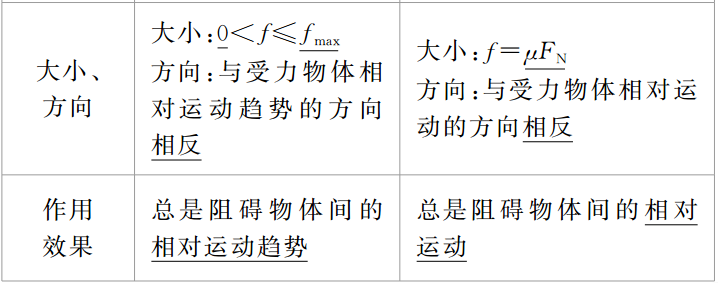 大小、
方向
大小:0<f≤fmax
方向:与受力物体相
对运动趋势的方向
相反
大小:f=μFN
方向:与受力物体相对运
动的方向相反
作用
效果
总是阻碍物体间的
相对运动趋势
总是阻碍物体间的相对
运动